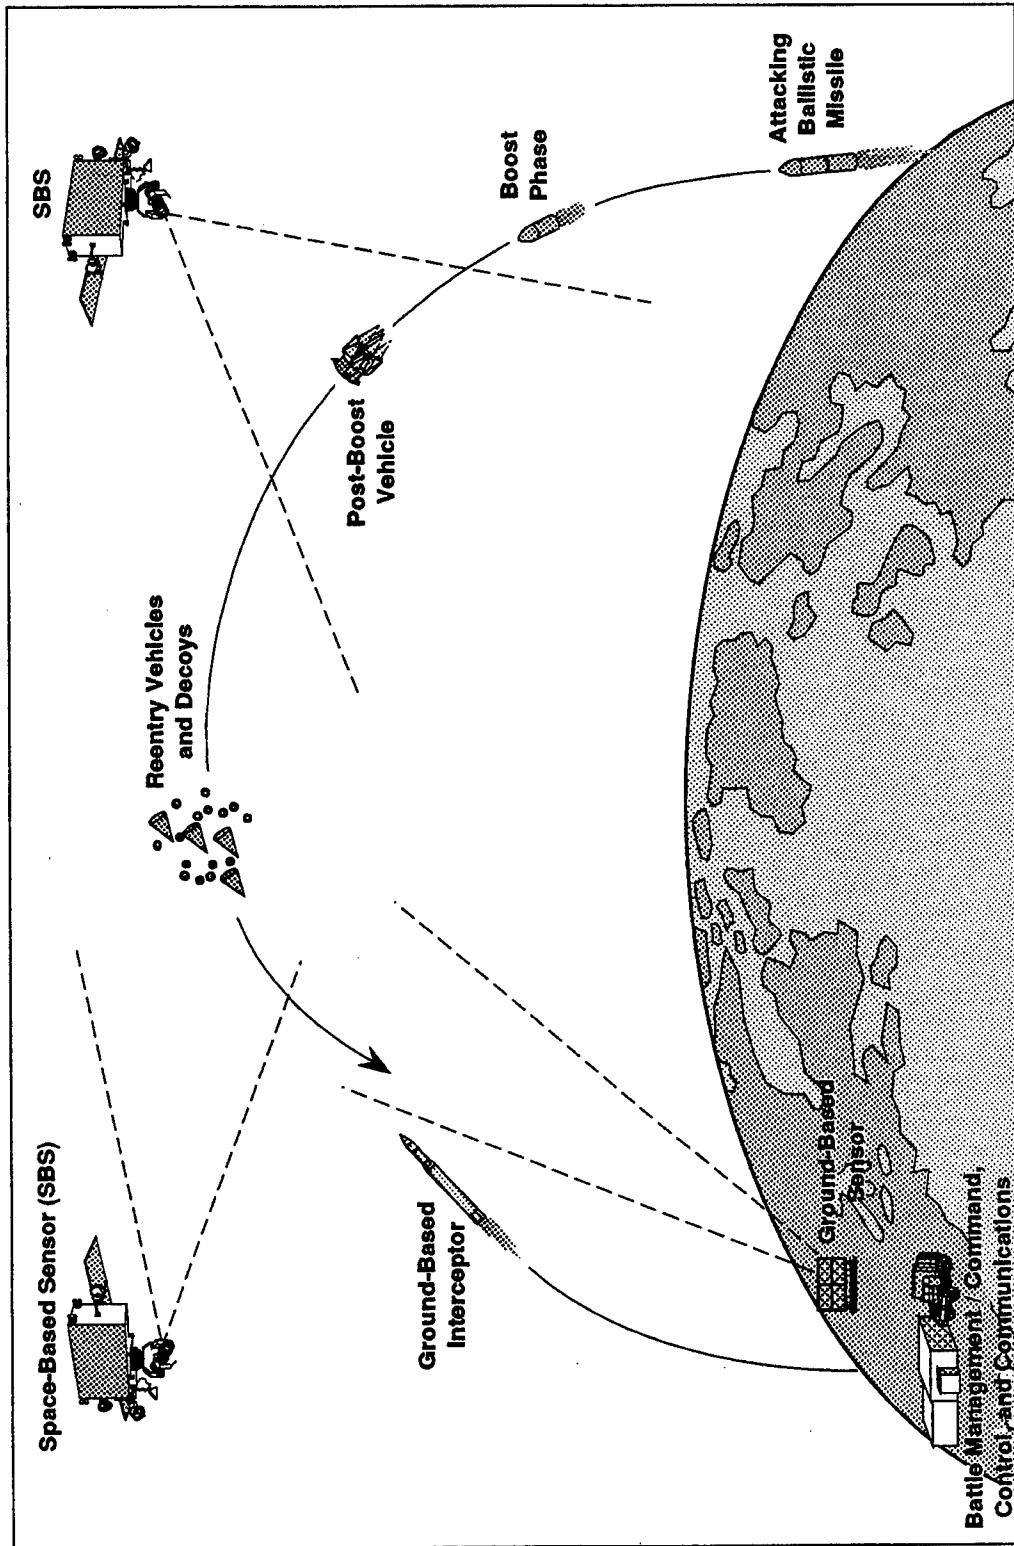 Space-Based Sensor (SBS)
SBS
Reentry Vehicles
and Decoys
Post-Boost
Vehicle
Boost
Phase
Attacking
Ballistic
Missile
Ground-Based
Interceptor
Ground-Based
Sensor
Battle Management / Command,
Control, and Communications